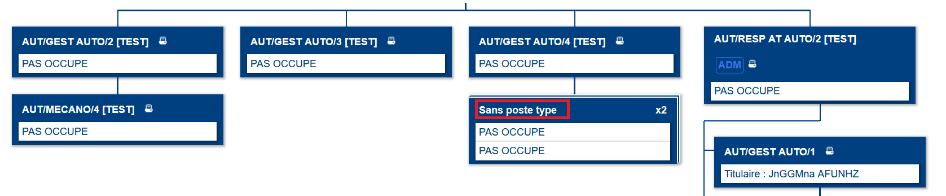 AUT/GEST AUTO/2 [TEST]
PAS OCCUPE
AUT/MECANO/4 [TEST]
PAS OCCUPE
AUT/GEST AUTO/3 [TEST]
PAS OCCUPE
AUT/GEST AUTO/4 [TEST]
PAS OCCUPE
Sans poste type x2
PAS OCCUPE
PAS OCCUPE
AUT/RESP AT AUTO/2 [TEST]
ADM
PAS OCCUPE
AUT/GEST AUTO/1
Titulaire : JnGGMna AFUNHZ